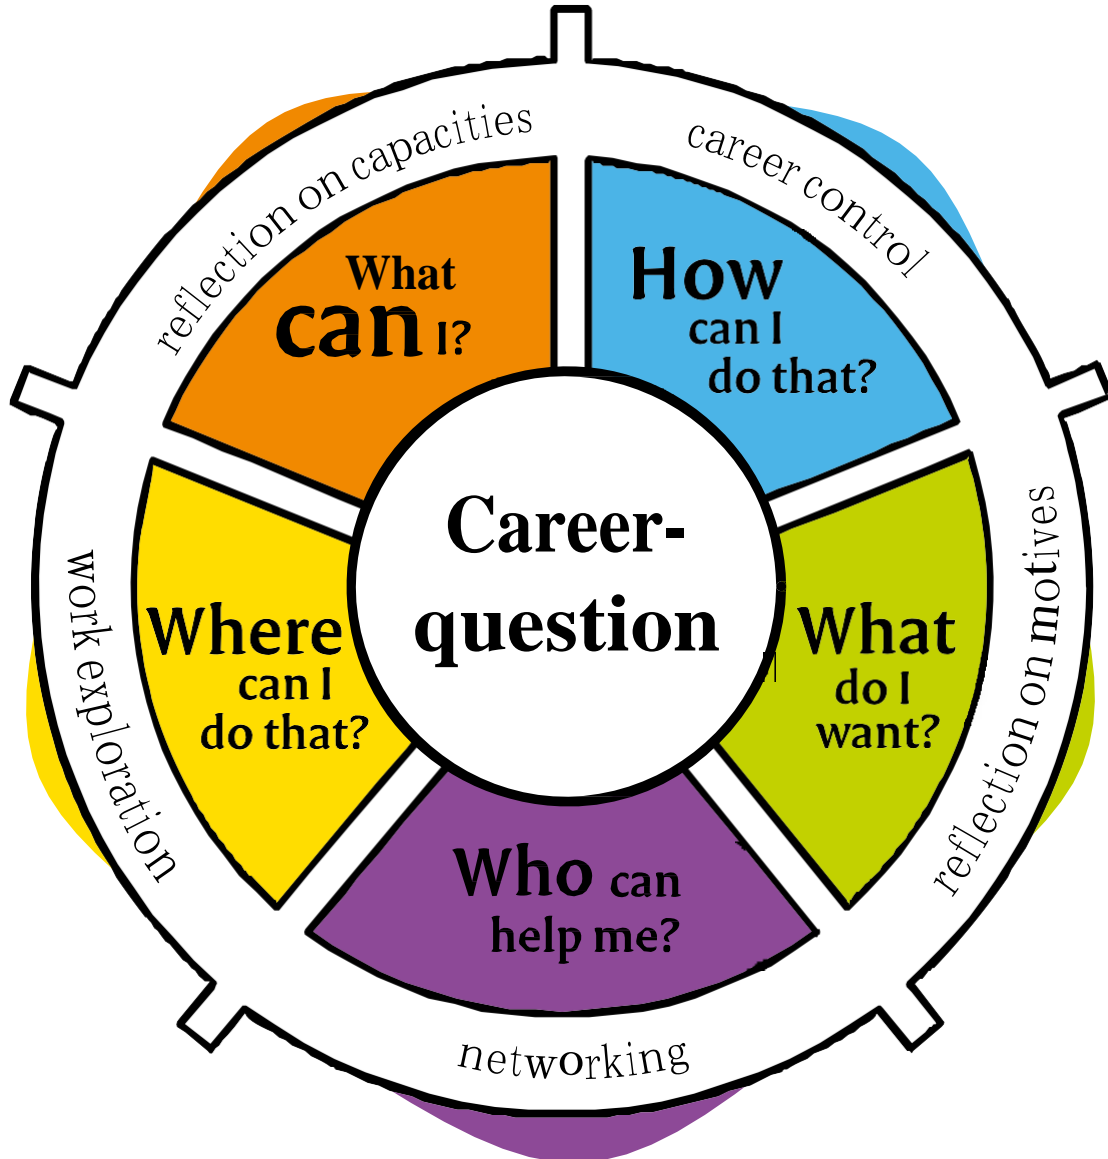 reflection on capacities
career control
What
can I?
How
can I
do that?
Career-
question
work exploration
Where
can I
do that?
What
do I
want?
reflection on motives
Who can
help me?
networking